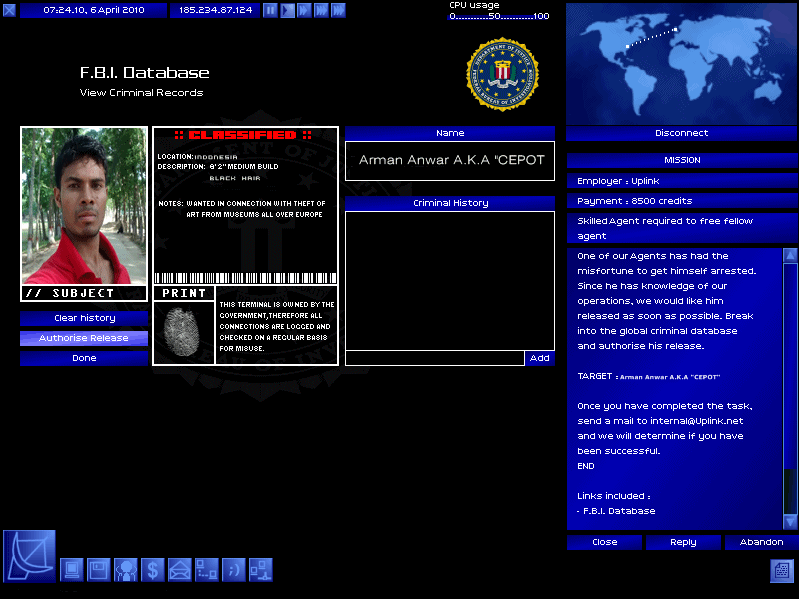 07:24.10, 6 April 2010
185.234.87.124
CPU usage
0...........50...........100
F.B.I. Database
View Criminal Records
DEPARTMENT OF JUSTICE
FEDERAL BUREAU OF INVESTIGATION
:: CLASSIFIED ::
LOCATION: INDONESIA
DESCRIPTION: 6'2" MEDIUM BUILD
BLACK HAIR
NOTES: WANTED IN CONNECTION WITH THEFT OF
ART FROM MUSEUMS ALL OVER EUROPE
// SUBJECT
PRINT
THIS TERMINAL IS OWNED BY THE
GOVERNMENT,THEREFORE ALL
CONNECTIONS ARE LOGGED AND
CHECKED ON A REGULAR BASIS
FOR MISUSE.
Clear history
Authorise Release
Done
Name
Arman Anwar A.K.A "CEPOT
Criminal History
Add
Disconnect
MISSION
Employer : Uplink
Payment : 8500 credits
Skilled Agent required to free fellow
agent
One of our Agents has had the
misfortune to get himself arrested.
Since he has knowledge of our
operations, we would like him
released as soon as possible. Break
into the global criminal database
and authorise his release.
TARGET : Arman Anwar A.K.A "CEPOT"
Once you have completed the task,
send a mail to internal@Uplink.net
and we will determine if you have
been successful.
END
Links included :
- F.B.I. Database
Close
Reply
Abandon